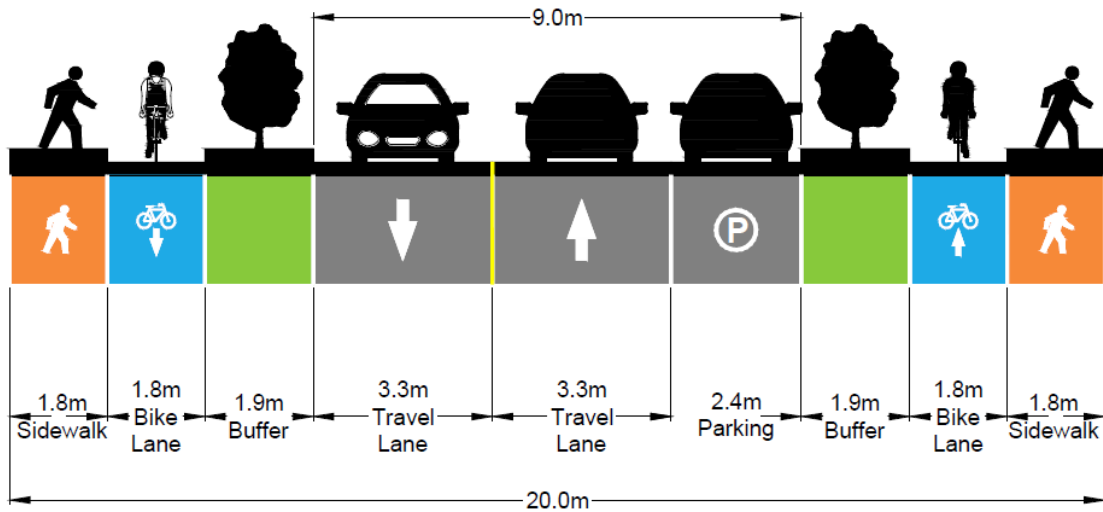 9.0m
P
1.8m
Sidewalk
1.8m
Bike
Lane
1.9m
Buffer
3.3m
Travel
Lane
3.3m
Travel
Lane
2.4m
Parking
1.9m
Buffer
1.8m
Bike
Lane
1.8m
Sidewalk
20.0m